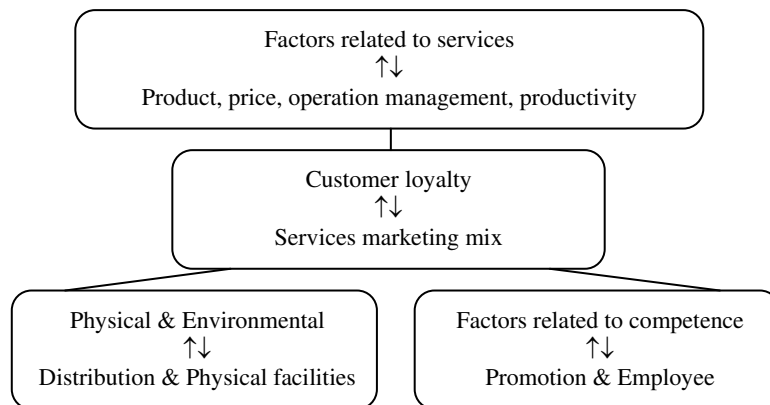 Factors related to services
↑↓
Product, price, operation management, productivity
Customer loyalty
↑↓
Services marketing mix
Physical & Environmental
↑↓
Distribution & Physical facilities
Factors related to competence
↑↓
Promotion & Employee